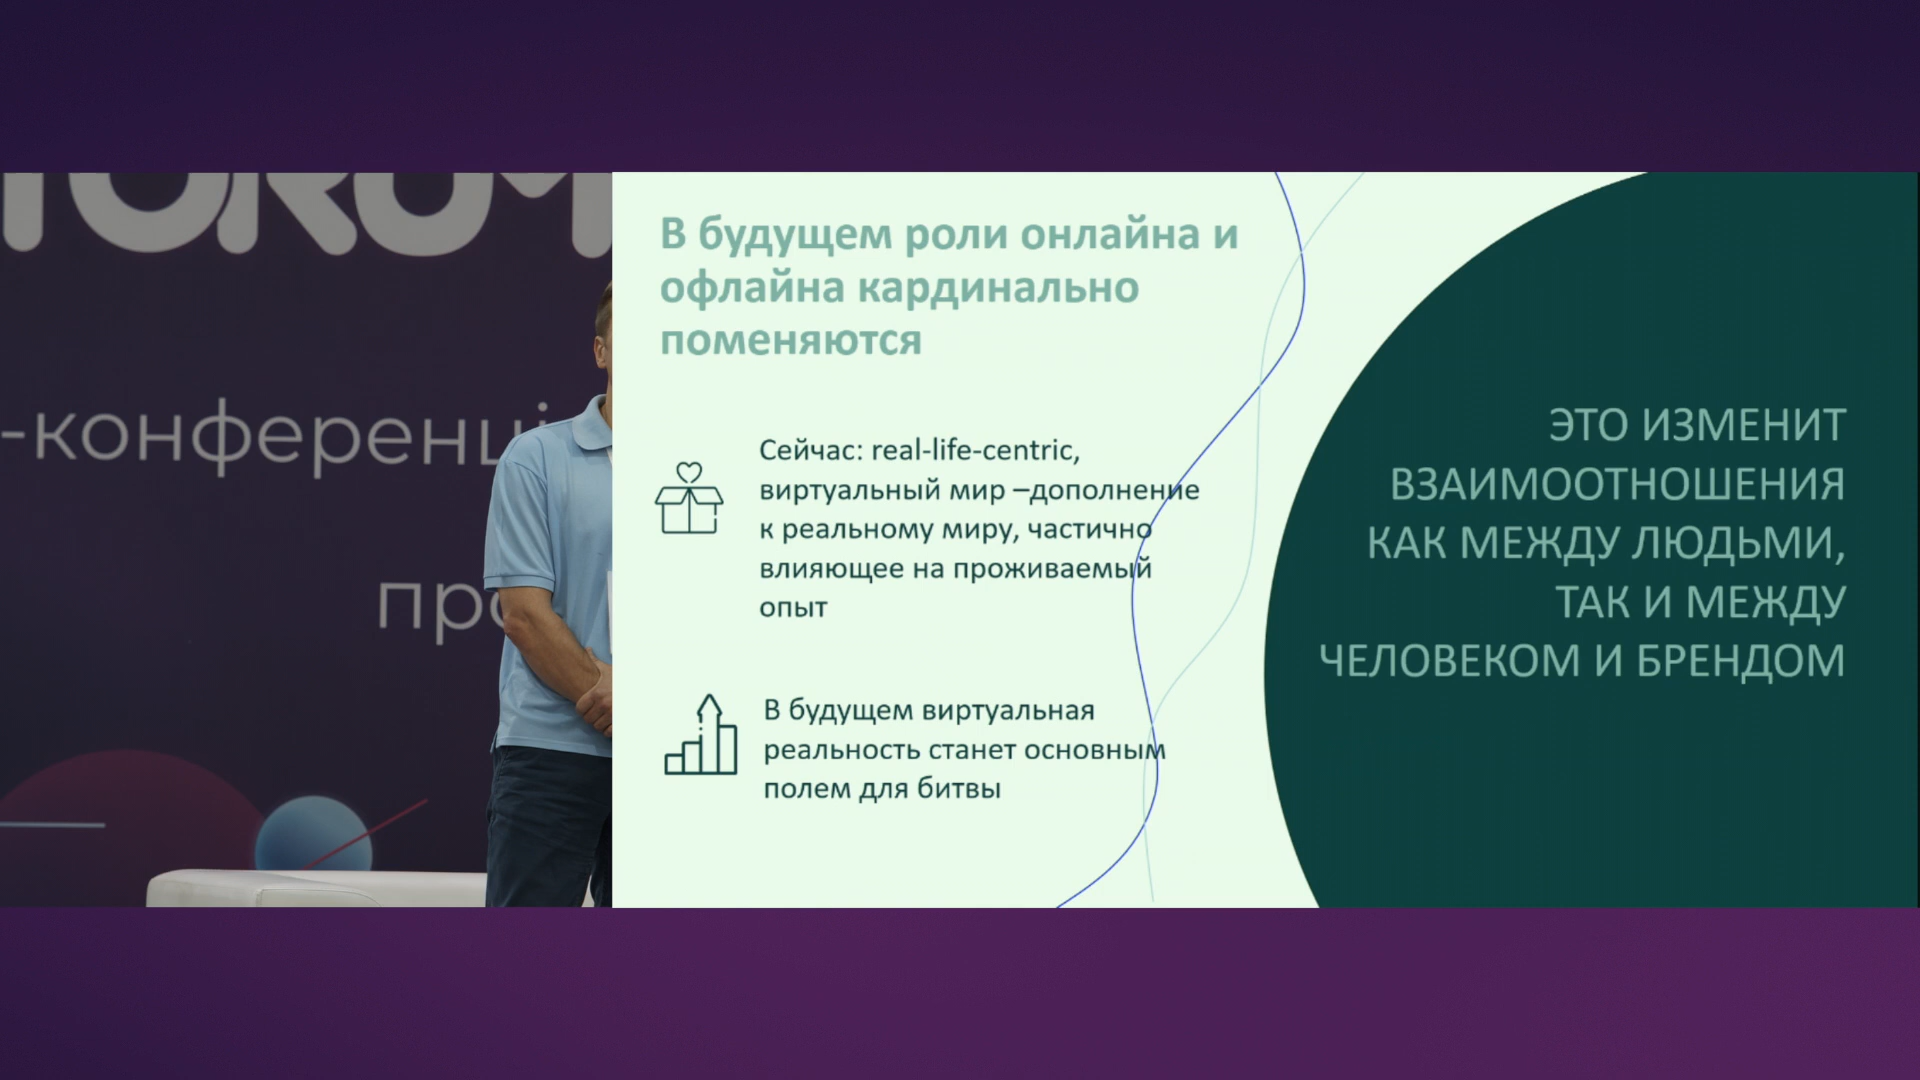 -конференці
В будущем роли онлайна и
офлайна кардинально
поменяются
Сейчас: real-life-centric,
виртуальный мир –дополнение
к реальному миру, частично
влияющее на проживаемый
опыт
В будущем виртуальная
реальность станет основным
полем для битвы
ЭТО ИЗМЕНИТ
ВЗАИМООТНОШЕНИЯ
КАК МЕЖДУ ЛЮДЬМИ,
ТАК И МЕЖДУ
ЧЕЛОВЕКОМ И БРЕНДОМ